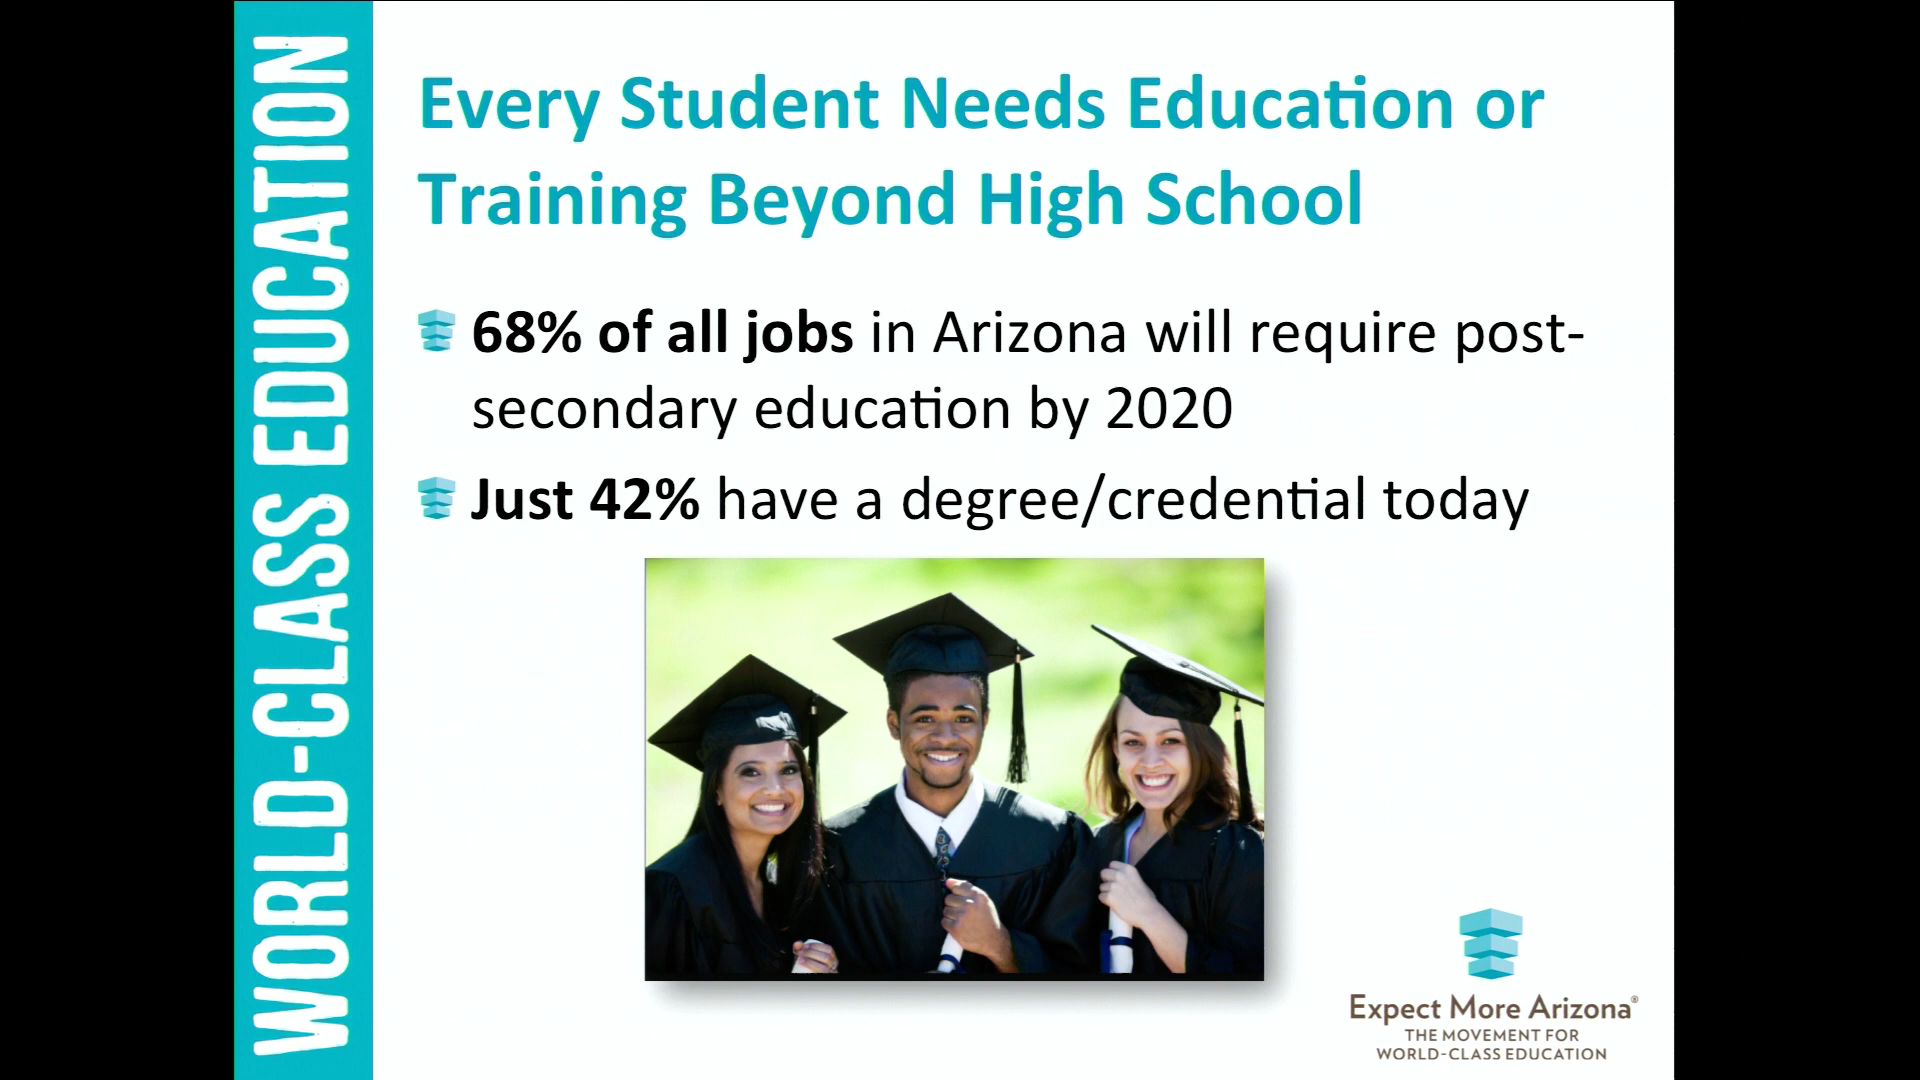 WORLD-CLASS EDUCATION
Every Student Needs Education or
Training Beyond High School
68% of all jobs in Arizona will require post-
secondary education by 2020
Just 42% have a degree/credential today
Expect More Arizona®
THE MOVEMENT FOR
WORLD-CLASS EDUCATION